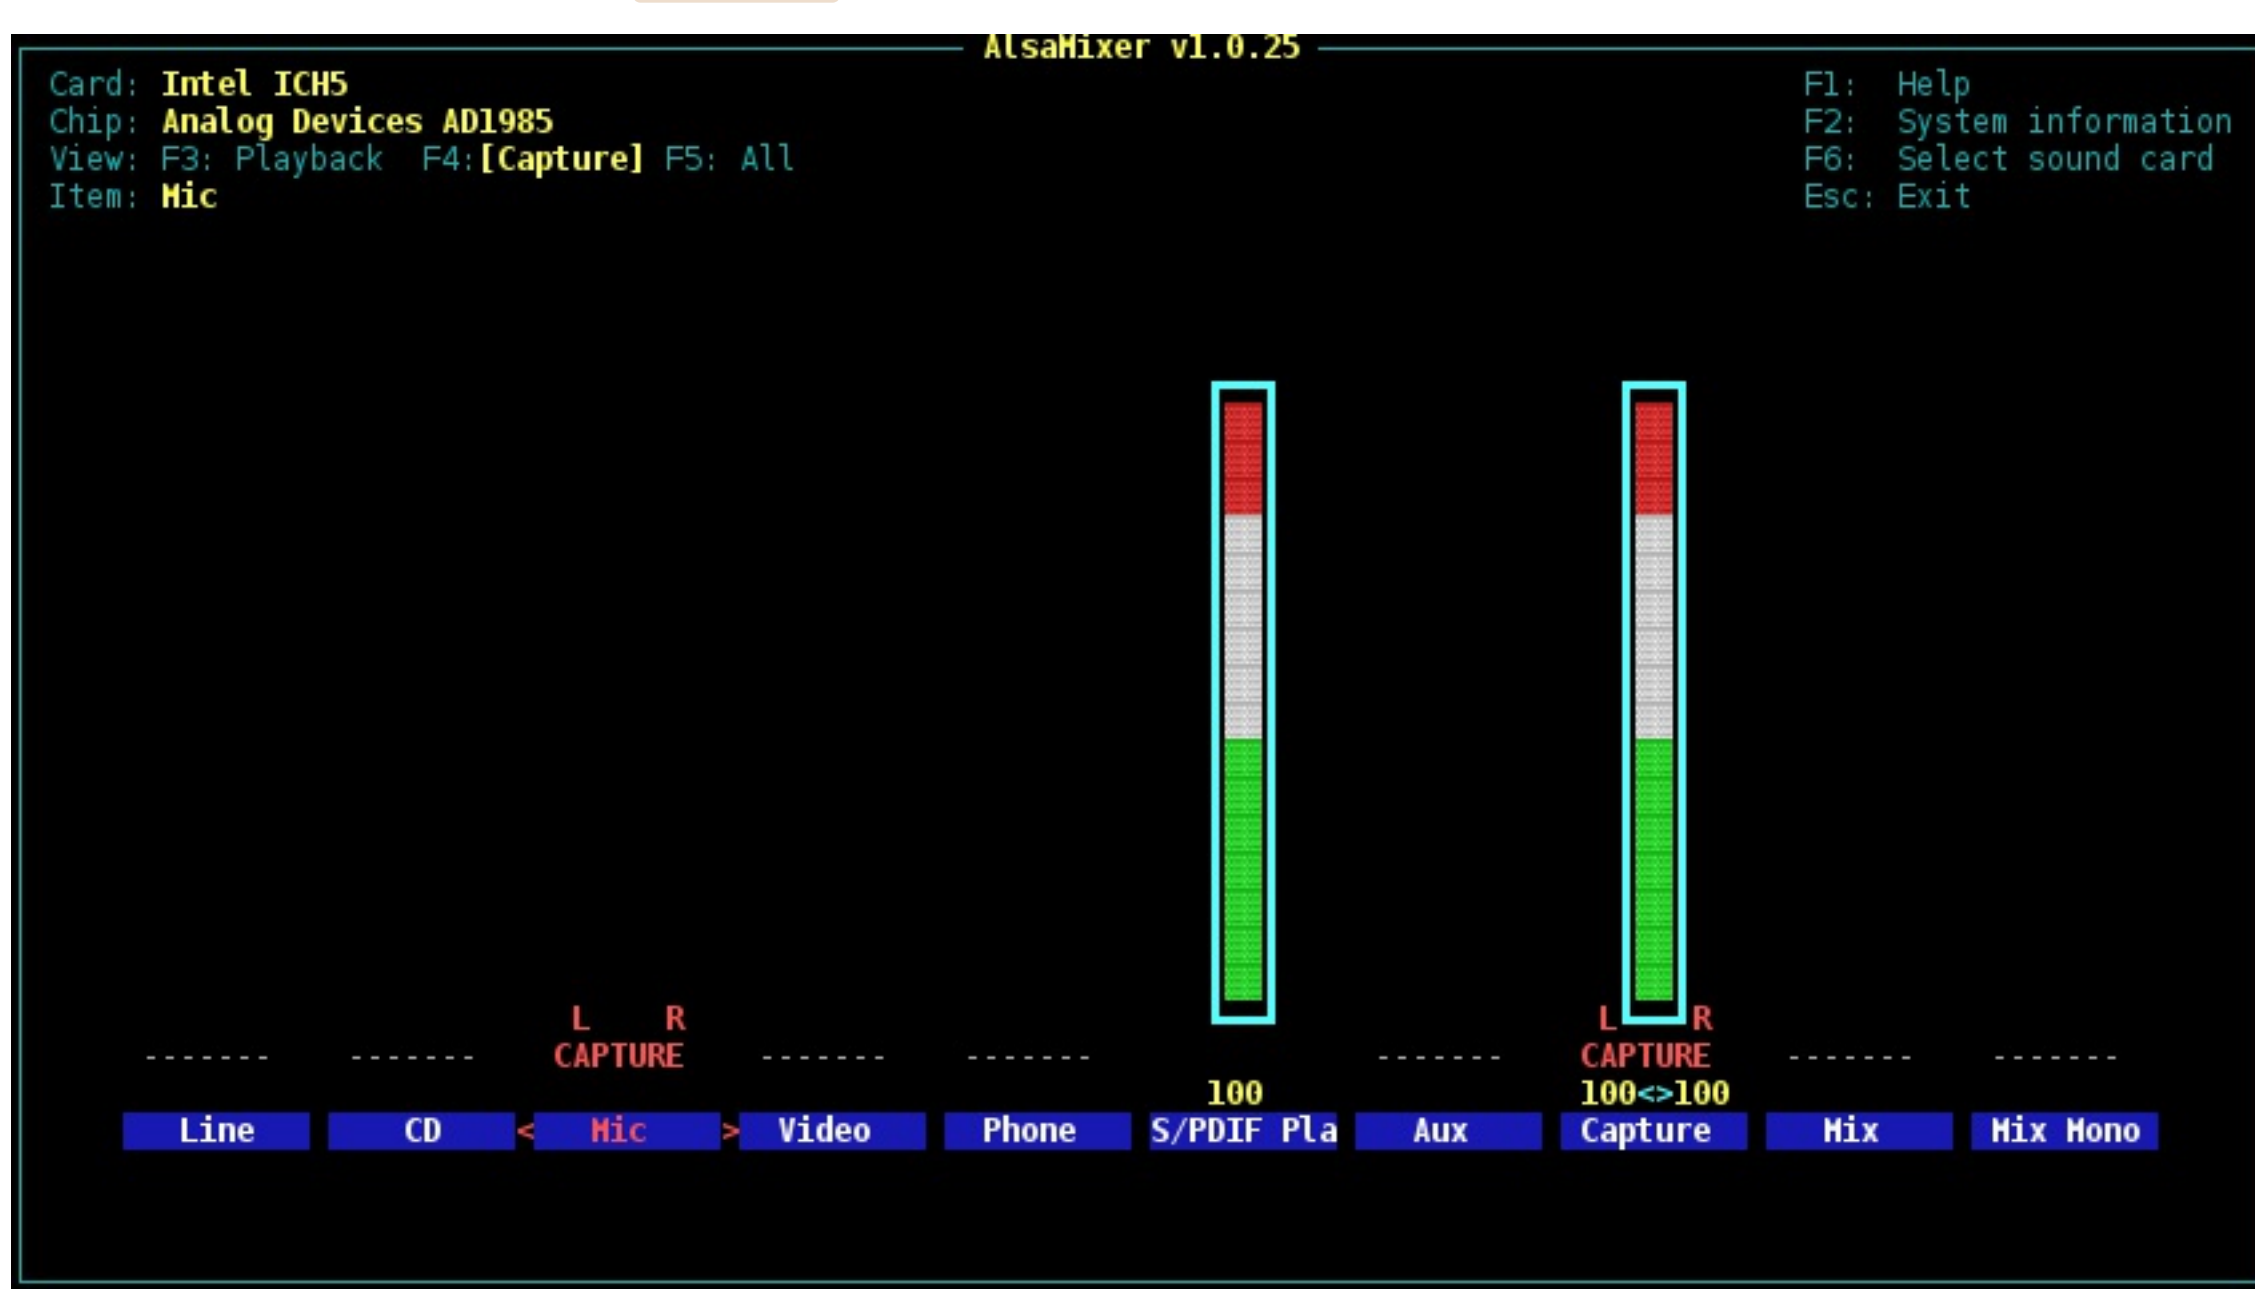 AlsaMixer v1.0.25
Card: Intel ICH5 F1: Help
Chip: Analog Devices AD1985 F2: System information
View: F3: Playback F4:[Capture] F5: All F6: Select sound card
Item: Mic Esc: Exit
L R L R
------- ------- CAPTURE ------- ------- ------- CAPTURE ------- -------
100 100<>100
Line CD < Mic > Video Phone S/PDIF Pla Aux Capture Mix Mix Mono